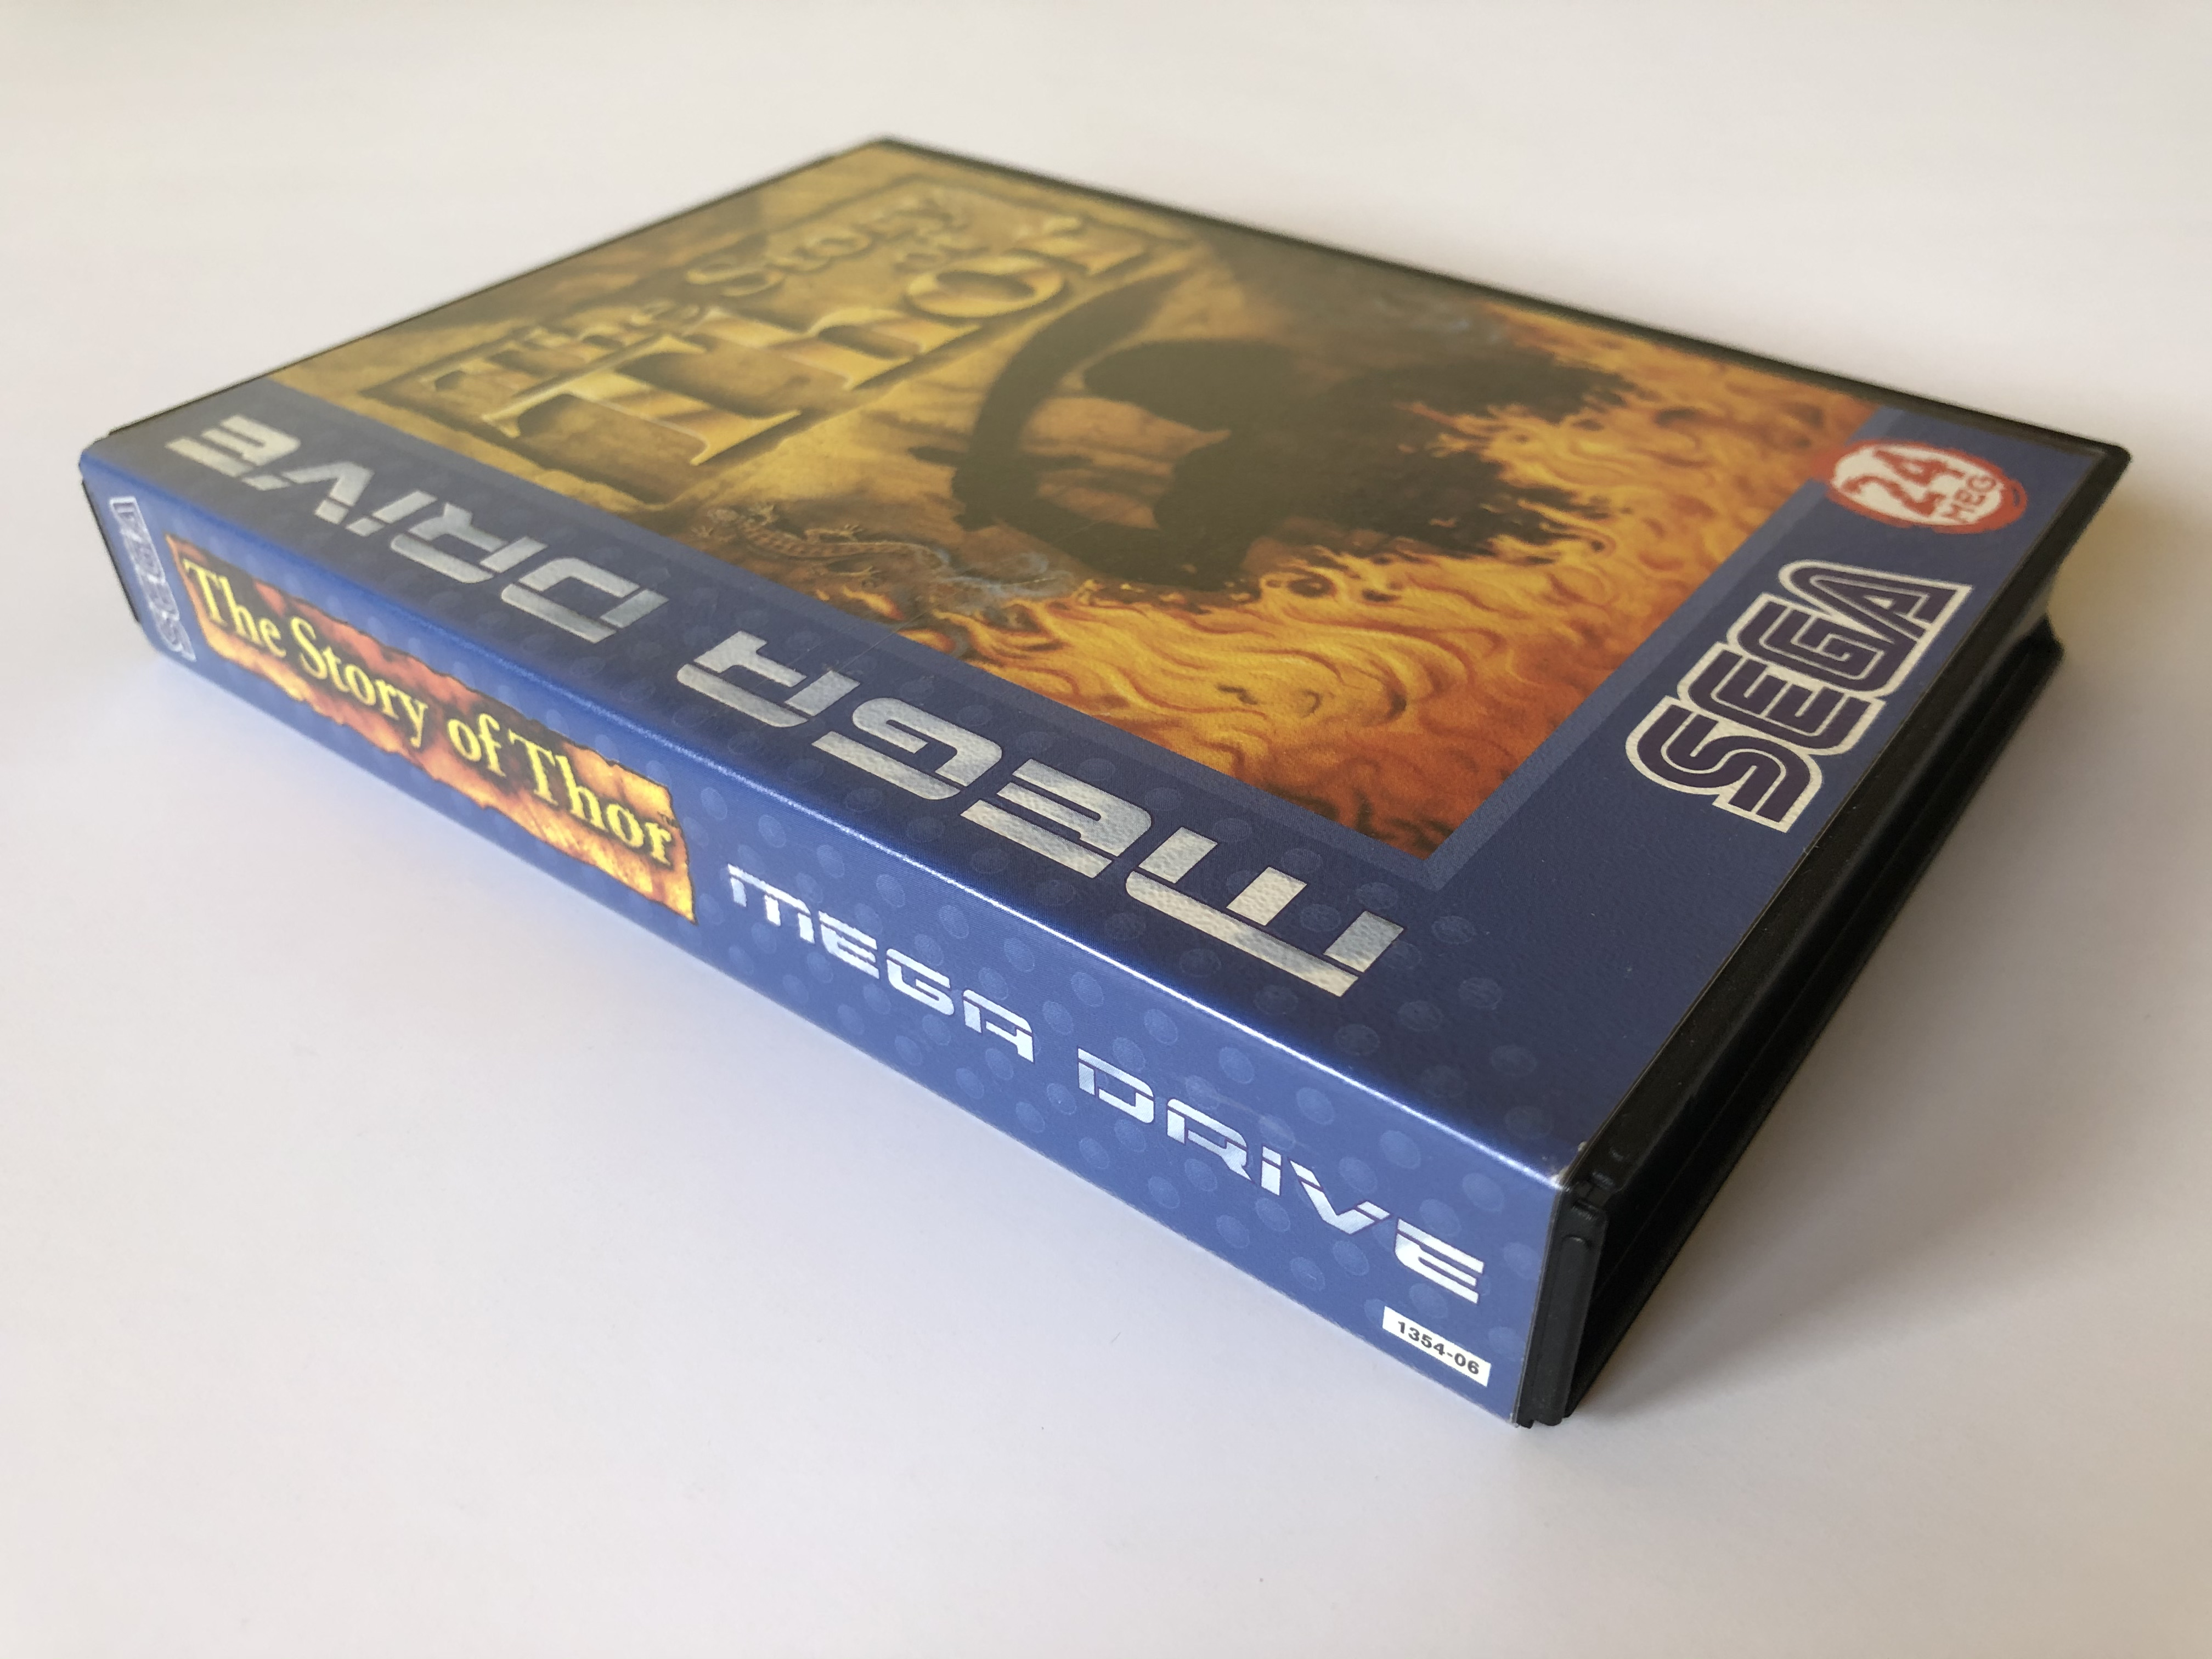 The Story
of
Thor
MEGA DRIVE
24
MEG
SEGA
SEGA
The Story of Thor
MEGA DRIVE
1354-06